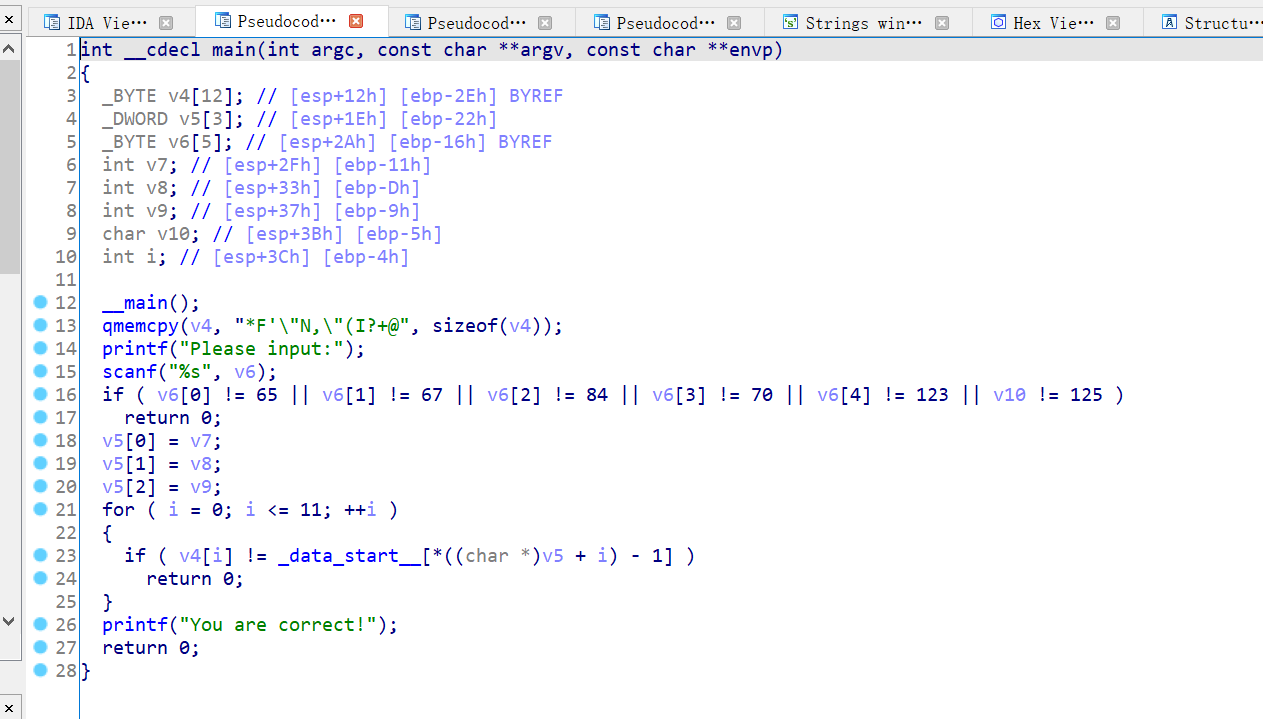 IDA Vie··· Pseudocod··· Pseudocod··· Pseudocod··· Strings win··· Hex Vie··· Structu···
1 int __cdecl main(int argc, const char **argv, const char **envp)
2 {
3   _BYTE v4[12]; // [esp+12h] [ebp-2Eh] BYREF
4   _DWORD v5[3]; // [esp+1Eh] [ebp-22h]
5   _BYTE v6[5]; // [esp+2Ah] [ebp-16h] BYREF
6   int v7; // [esp+2Fh] [ebp-11h]
7   int v8; // [esp+33h] [ebp-Dh]
8   int v9; // [esp+37h] [ebp-9h]
9   char v10; // [esp+3Bh] [ebp-5h]
10   int i; // [esp+3Ch] [ebp-4h]
11
12   __main();
13   qmemcpy(v4, "*F'\"N,\"(I?+@", sizeof(v4));
14   printf("Please input:");
15   scanf("%s", v6);
16   if ( v6[0] != 65 || v6[1] != 67 || v6[2] != 84 || v6[3] != 70 || v6[4] != 123 || v10 != 125 )
17     return 0;
18   v5[0] = v7;
19   v5[1] = v8;
20   v5[2] = v9;
21   for ( i = 0; i <= 11; ++i )
22   {
23     if ( v4[i] != _data_start__[*((char *)v5 + i) - 1] )
24       return 0;
25   }
26   printf("You are correct!");
27   return 0;
28 }